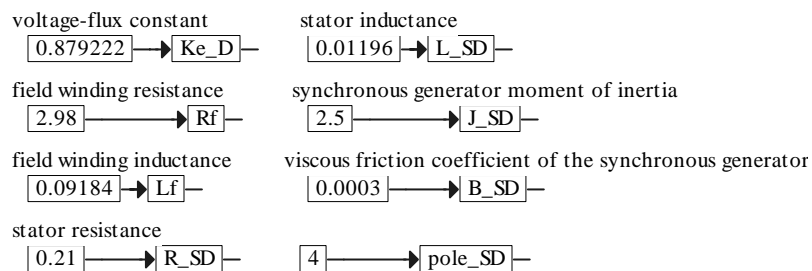 voltage-flux constant stator inductance
0.879222 Ke_D 0.01196 L_SD
field winding resistance synchronous generator moment of inertia
2.98 Rf 2.5 J_SD
field winding inductance viscous friction coefficient of the synchronous generator
0.09184 Lf 0.0003 B_SD
stator resistance
0.21 R_SD 4 pole_SD